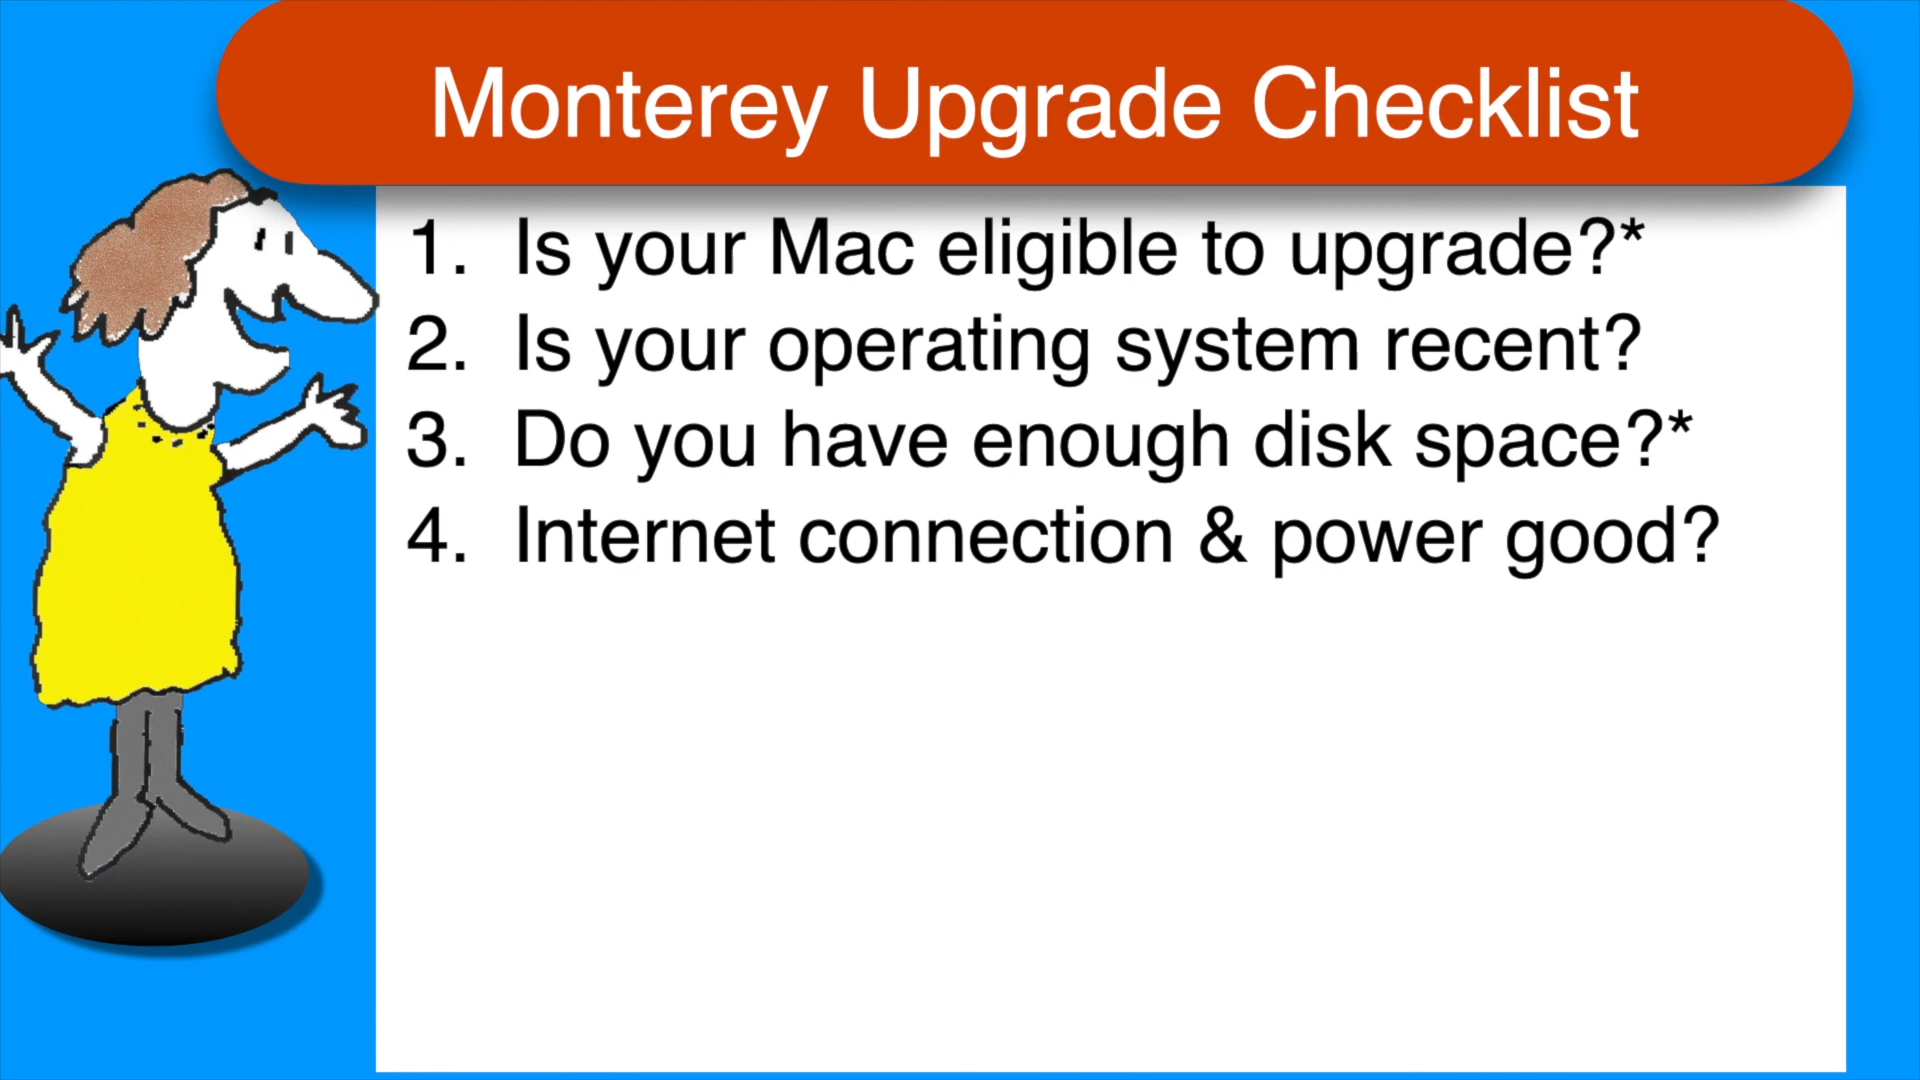 Monterey Upgrade Checklist
1. Is your Mac eligible to upgrade?*
2. Is your operating system recent?
3. Do you have enough disk space?*
4. Internet connection & power good?